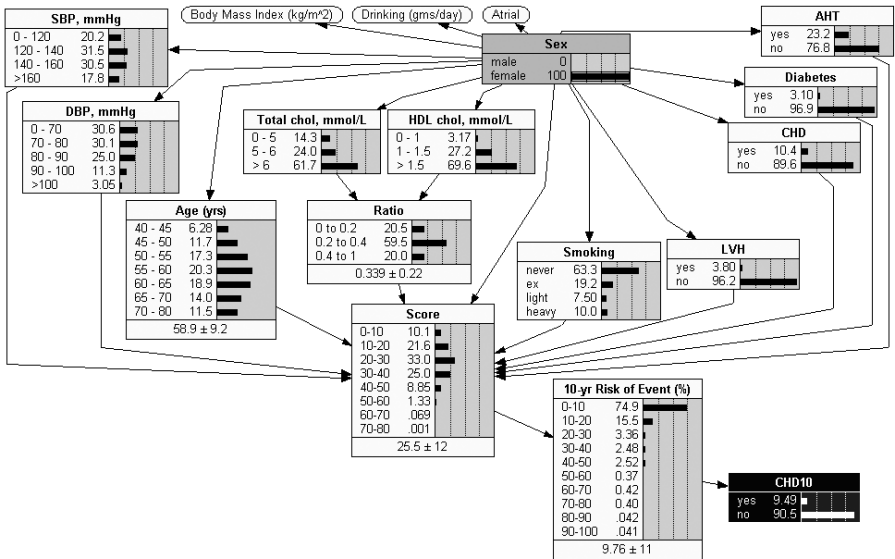 Body Mass Index (kg/m^2)
Drinking (gms/day)
Atrial
SBP, mmHg
0 - 120 20.2
120 - 140 31.5
140 - 160 30.5
>160 17.8
Sex
male 0
female 100
AHT
yes 23.2
no 76.8
Diabetes
yes 3.10
no 96.9
DBP, mmHg
0 - 70 30.6
70 - 80 30.1
80 - 90 25.0
90 - 100 11.3
>100 3.05
Total chol, mmol/L
0 - 5 14.3
5 - 6 24.0
> 6 61.7
HDL chol, mmol/L
0 - 1 3.17
1 - 1.5 27.2
> 1.5 69.6
CHD
yes 10.4
no 89.6
Age (yrs)
40 - 45 6.28
45 - 50 11.7
50 - 55 17.3
55 - 60 20.3
60 - 65 18.9
65 - 70 14.0
70 - 80 11.5
58.9 ± 9.2
Ratio
0 to 0.2 20.5
0.2 to 0.4 59.5
0.4 to 1 20.0
0.339 ± 0.22
Smoking
never 63.3
ex 19.2
light 7.50
heavy 10.0
LVH
yes 3.80
no 96.2
Score
0-10 10.1
10-20 21.6
20-30 33.0
30-40 25.0
40-50 8.85
50-60 1.33
60-70 .069
70-80 .001
25.5 ± 12
10-yr Risk of Event (%)
0-10 74.9
10-20 15.5
20-30 3.36
30-40 2.48
40-50 2.52
50-60 0.37
60-70 0.42
70-80 0.40
80-90 .042
90-100 .041
9.76 ± 11
CHD10
yes 9.49
no 90.5